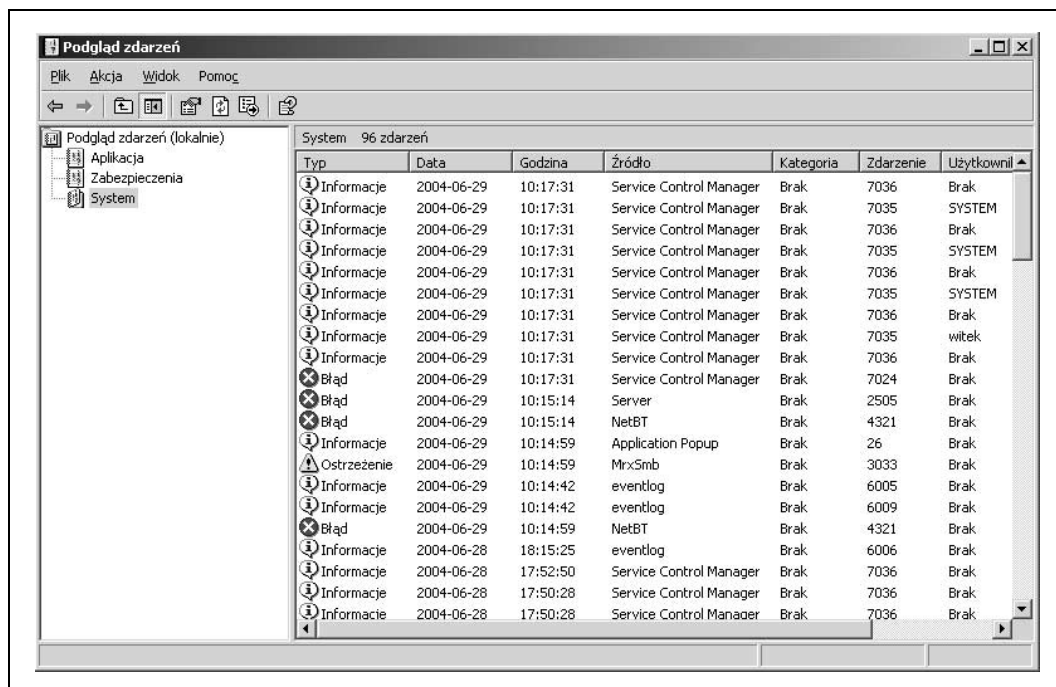 Podgląd zdarzeń
Plik Akcja Widok Pomoc
Podgląd zdarzeń (lokalnie)
Aplikacja
Zabezpieczenia
System
System 96 zdarzeń
Typ Data Godzina Źródło Kategoria Zdarzenie Użytkownil
Informacje 2004-06-29 10:17:31 Service Control Manager Brak 7036 Brak
Informacje 2004-06-29 10:17:31 Service Control Manager Brak 7035 SYSTEM
Informacje 2004-06-29 10:17:31 Service Control Manager Brak 7036 Brak
Informacje 2004-06-29 10:17:31 Service Control Manager Brak 7035 SYSTEM
Informacje 2004-06-29 10:17:31 Service Control Manager Brak 7036 Brak
Informacje 2004-06-29 10:17:31 Service Control Manager Brak 7035 SYSTEM
Informacje 2004-06-29 10:17:31 Service Control Manager Brak 7036 Brak
Informacje 2004-06-29 10:17:31 Service Control Manager Brak 7035 witek
Informacje 2004-06-29 10:17:31 Service Control Manager Brak 7036 Brak
Błąd 2004-06-29 10:17:31 Service Control Manager Brak 7024 Brak
Błąd 2004-06-29 10:15:14 Server Brak 2505 Brak
Błąd 2004-06-29 10:15:14 NetBT Brak 4321 Brak
Informacje 2004-06-29 10:14:59 Application Popup Brak 26 Brak
Ostrzeżenie 2004-06-29 10:14:59 MrxSmb Brak 3033 Brak
Informacje 2004-06-29 10:14:42 eventlog Brak 6005 Brak
Informacje 2004-06-29 10:14:42 eventlog Brak 6009 Brak
Błąd 2004-06-29 10:14:59 NetBT Brak 4321 Brak
Informacje 2004-06-28 18:15:25 eventlog Brak 6006 Brak
Informacje 2004-06-28 17:52:50 Service Control Manager Brak 7036 Brak
Informacje 2004-06-28 17:50:28 Service Control Manager Brak 7036 Brak
Informacje 2004-06-28 17:50:28 Service Control Manager Brak 7036 Brak